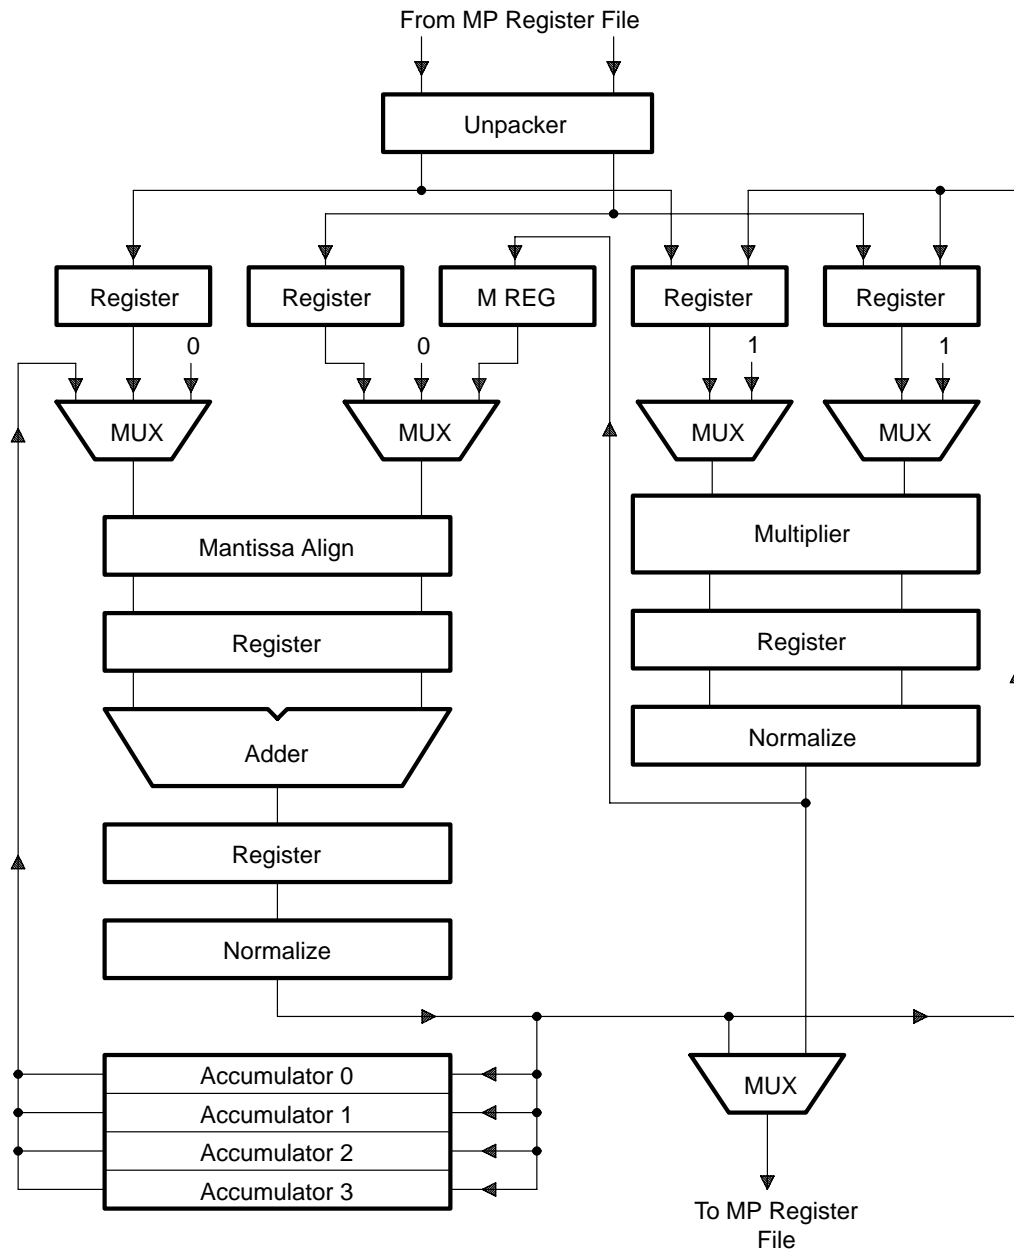 From MP Register File
Unpacker
Register
Register
M REG
Register
Register
0
0
1
1
MUX
MUX
MUX
MUX
Mantissa Align
Multiplier
Register
Register
Adder
Normalize
Register
Normalize
Accumulator 0
MUX
Accumulator 1
Accumulator 2
Accumulator 3
To MP Register
File